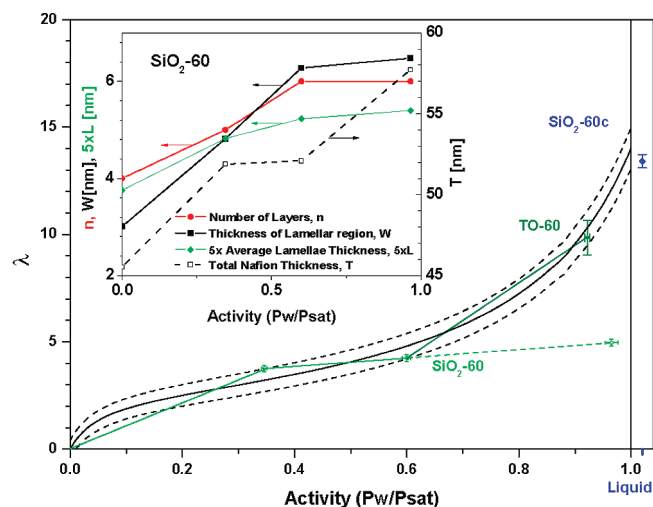 20
15
10
5
0
λ
0.0
0.2
0.4
0.6
0.8
1.0
Liquid
Activity (Pw/Psat)
SiO2-60c
TO-60
SiO2-60
SiO2-60
6
4
2
n, W[nm], 5xL [nm]
60
55
50
45
T [nm]
Number of Layers, n
Thickness of Lamellar region, W
5x Average Lamellae Thickness, 5xL
Total Nafion Thickness, T
0.0
0.5
1.0
Activity (Pw/Psat)